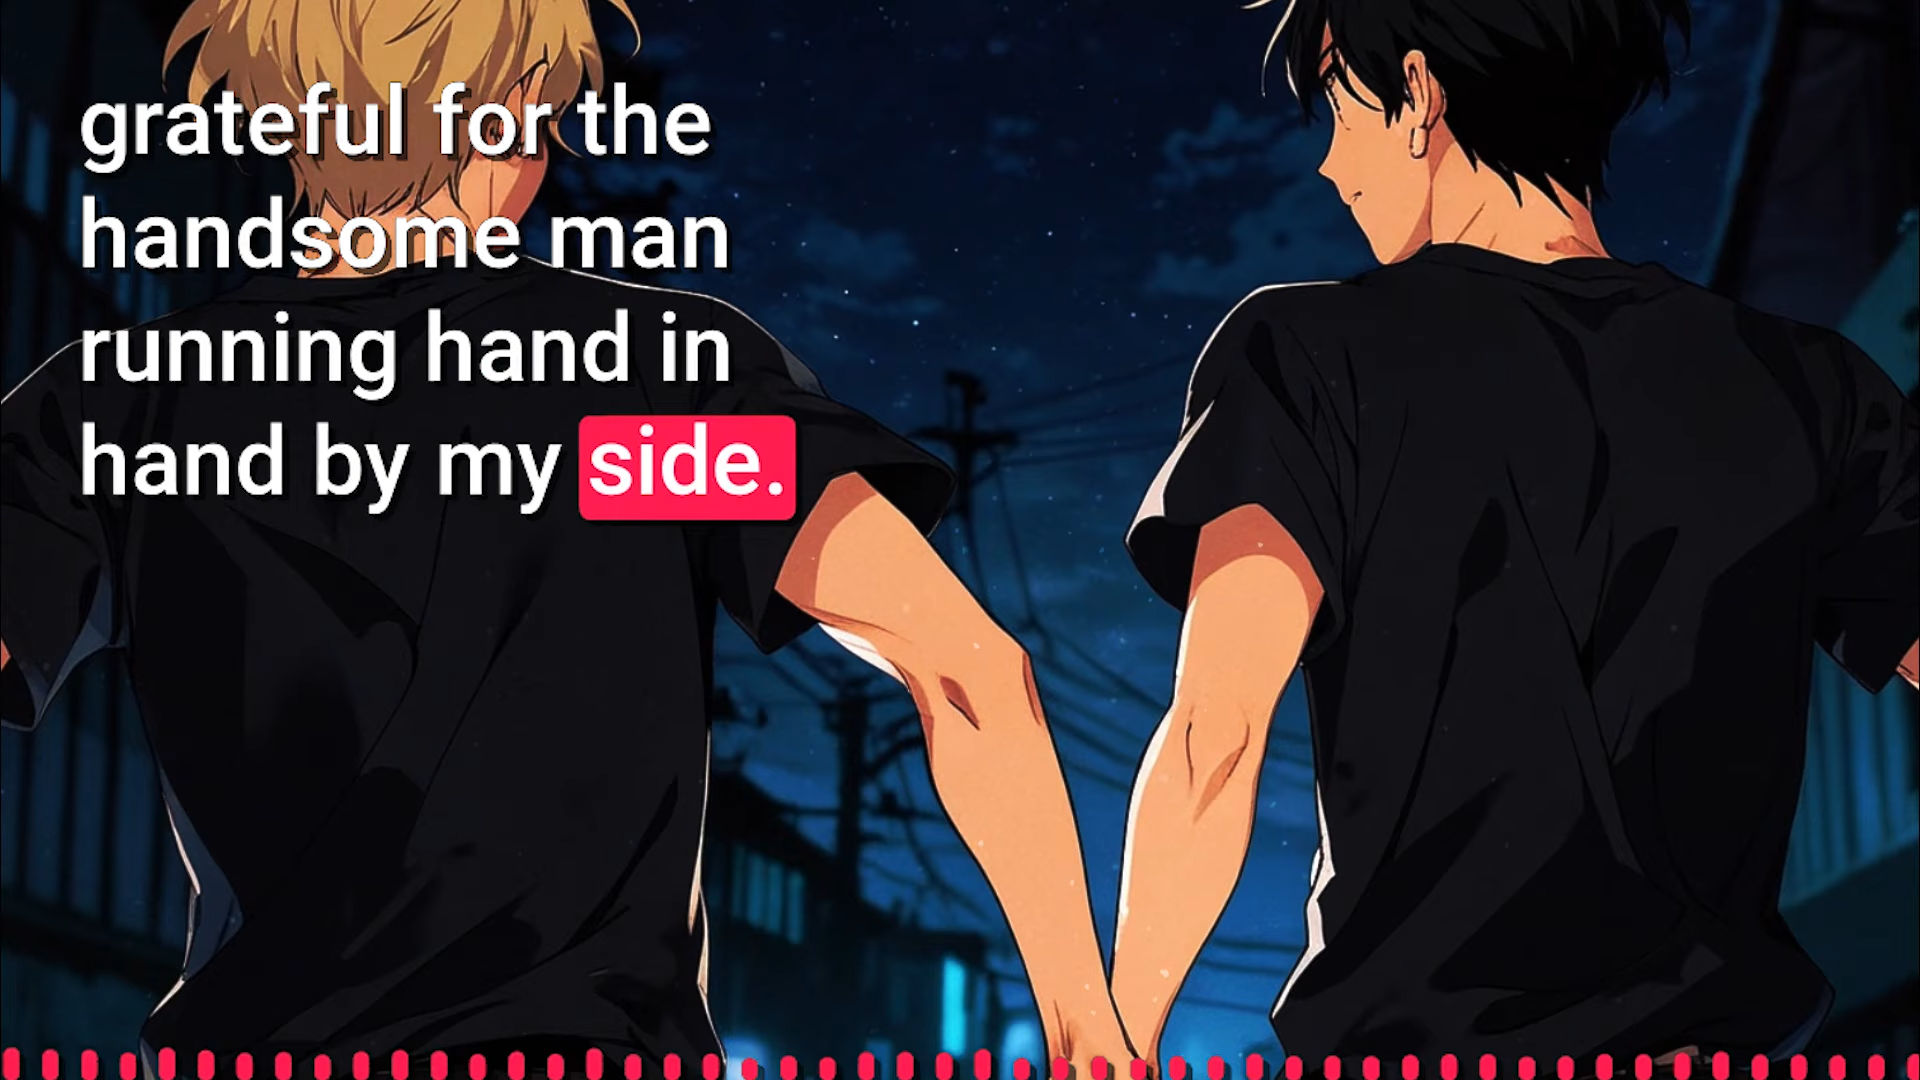 grateful for the
handsome man
running hand in
hand by my side.